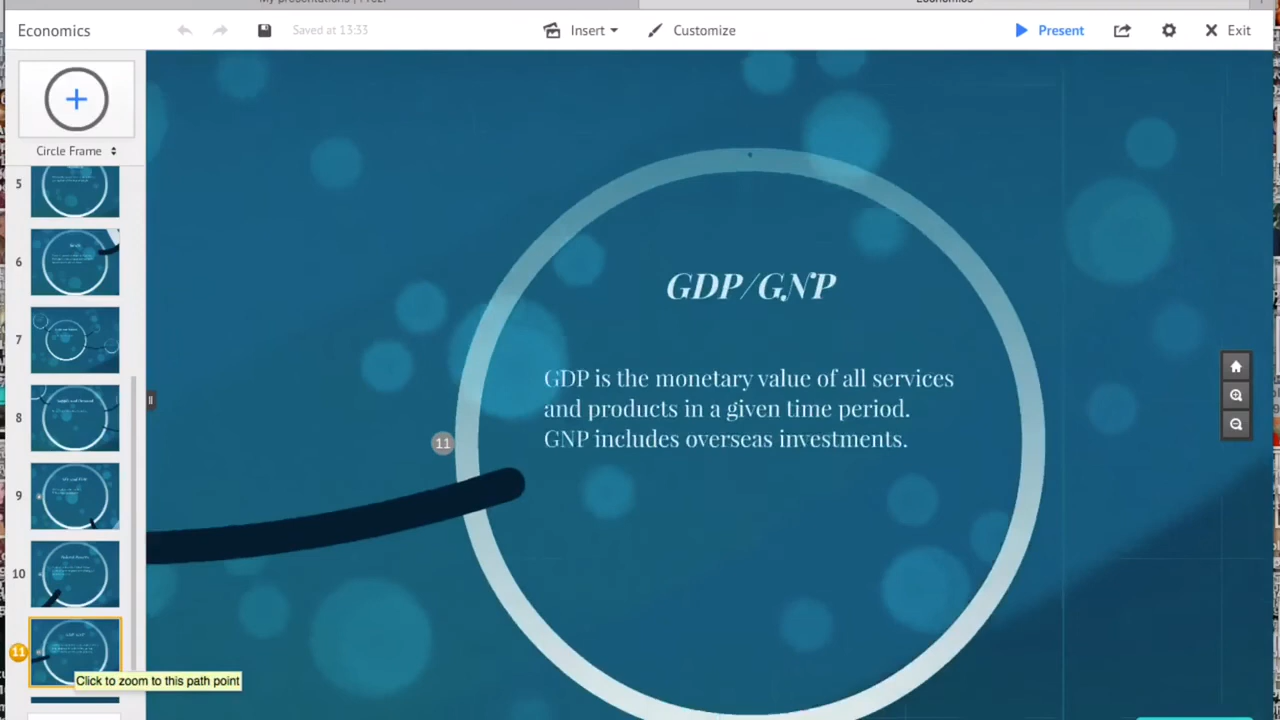 Economics
Saved at 13:33
Insert
Customize
Present
Exit
Circle Frame
5
6
7
8
9
10
11
Click to zoom to this path point
11
GDP/GNP
GDP is the monetary value of all services
and products in a given time period.
GNP includes overseas investments.